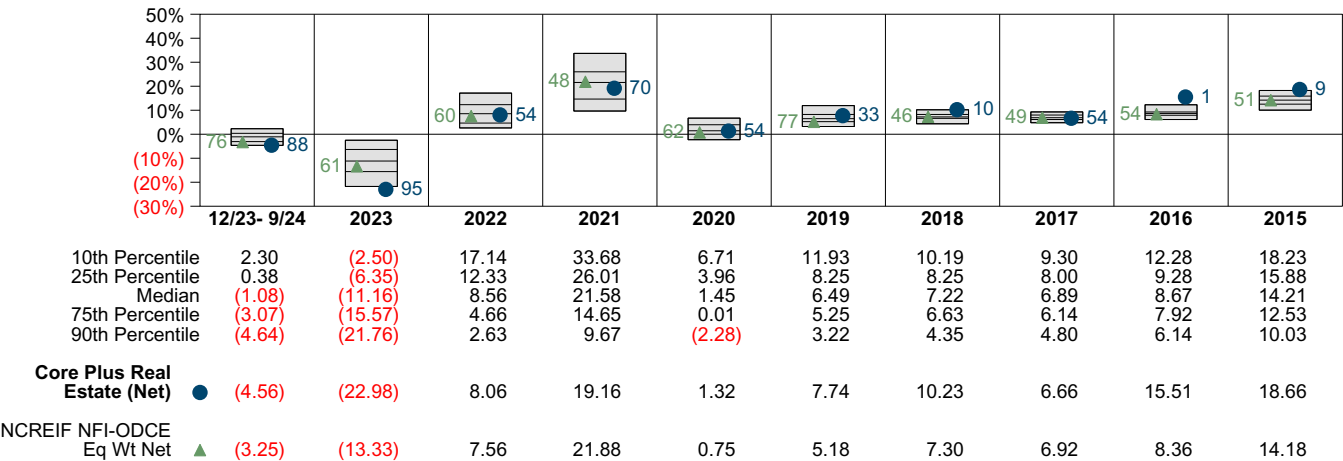 50%
40%
30%
20%
10%
0%
(10%)
(20%)
(30%)
76 88
61 95
60 54
48 70
62 54
77 33
46 10
49 54
54 1
51 9
12/23- 9/24 2023 2022 2021 2020 2019 2018 2017 2016 2015
10th Percentile 2.30 (2.50) 17.14 33.68 6.71 11.93 10.19 9.30 12.28 18.23
25th Percentile 0.38 (6.35) 12.33 26.01 3.96 8.25 8.25 8.00 9.28 15.88
Median (1.08) (11.16) 8.56 21.58 1.45 6.49 7.22 6.89 8.67 14.21
75th Percentile (3.07) (15.57) 4.66 14.65 0.01 5.25 6.63 6.14 7.92 12.53
90th Percentile (4.64) (21.76) 2.63 9.67 (2.28) 3.22 4.35 4.80 6.14 10.03
Core Plus Real
Estate (Net) (4.56) (22.98) 8.06 19.16 1.32 7.74 10.23 6.66 15.51 18.66
NCREIF NFI-ODCE
Eq Wt Net (3.25) (13.33) 7.56 21.88 0.75 5.18 7.30 6.92 8.36 14.18